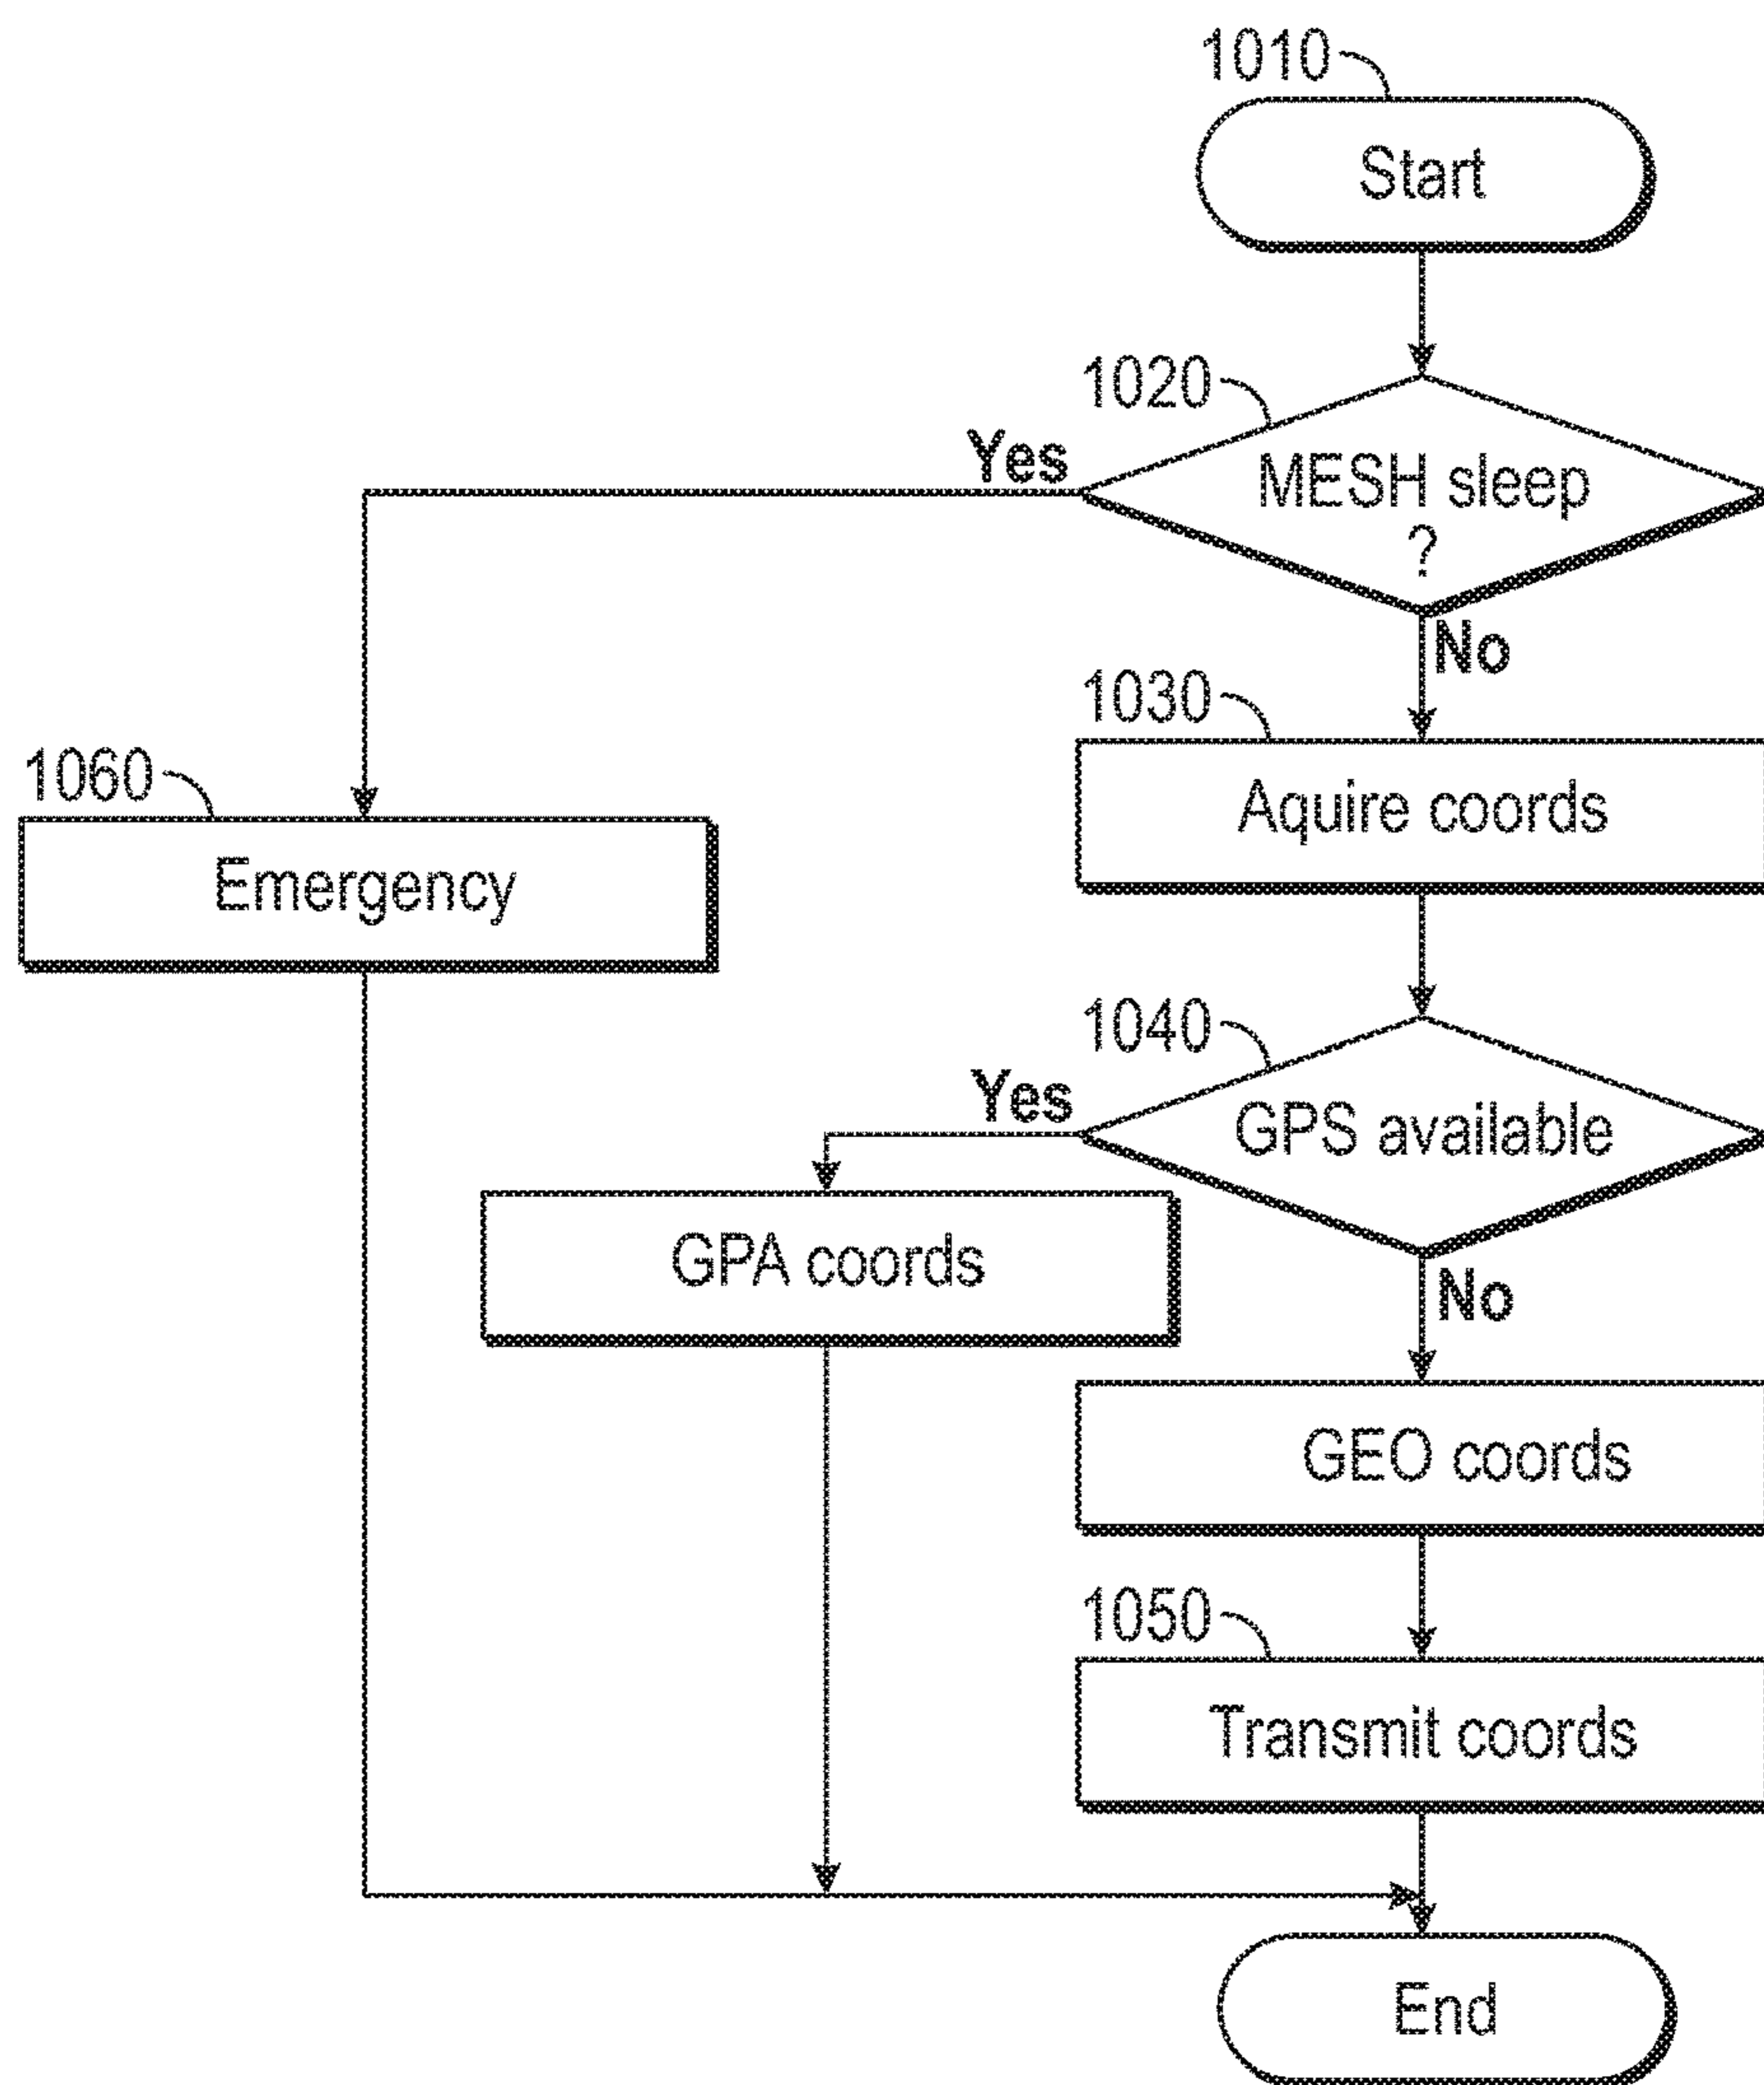 1010
Start
1020
Yes
MESH sleep
?
No
1030
Aquire coords
1060
Emergency
1040
Yes
GPS available
GPA coords
No
GEO coords
1050
Transmit coords
End